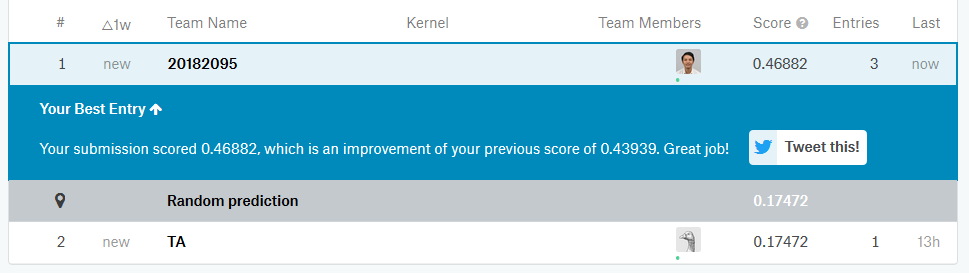 # △1w Team Name Kernel Team Members Score ? Entries Last
1 new 20182095 0.46882 3 now
Your Best Entry ↑
Your submission scored 0.46882, which is an improvement of your previous score of 0.43939. Great job! Tweet this!
Random prediction 0.17472
2 new TA 0.17472 1 13h